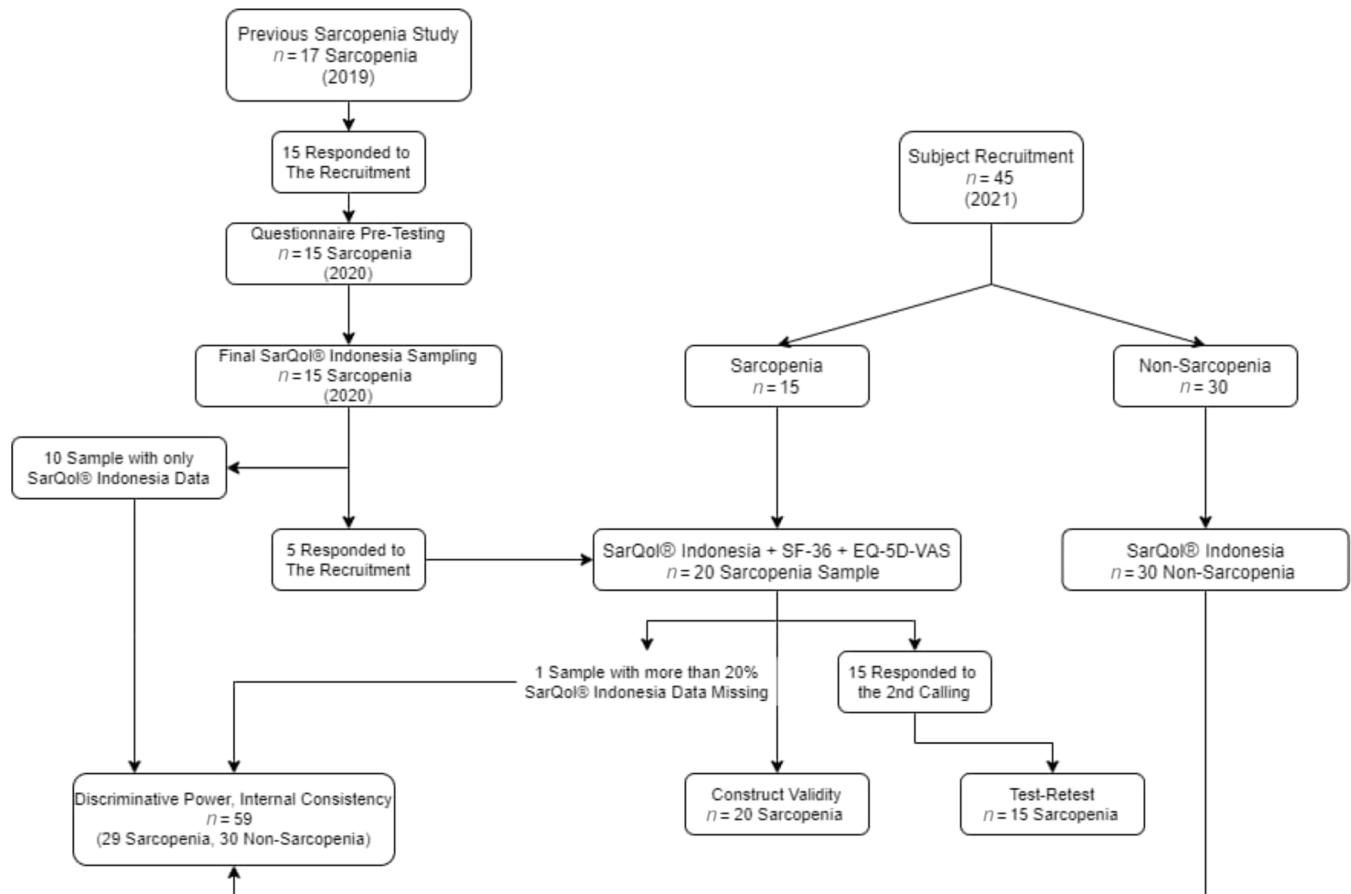 Previous Sarcopenia Study
n = 17 Sarcopenia
(2019)
15 Responded to
The Recruitment
Subject Recruitment
n = 45
(2021)
Questionnaire Pre-Testing
n = 15 Sarcopenia
(2020)
Final SarQol® Indonesia Sampling
n = 15 Sarcopenia
(2020)
Sarcopenia
n = 15
Non-Sarcopenia
n = 30
10 Sample with only
SarQol® Indonesia Data
5 Responded to
The Recruitment
SarQol® Indonesia + SF-36 + EQ-5D-VAS
n = 20 Sarcopenia Sample
SarQol® Indonesia
n = 30 Non-Sarcopenia
1 Sample with more than 20%
SarQol® Indonesia Data Missing
15 Responded to
the 2nd Calling
Discriminative Power, Internal Consistency
n = 59
(29 Sarcopenia, 30 Non-Sarcopenia)
Construct Validity
n = 20 Sarcopenia
Test-Retest
n = 15 Sarcopenia